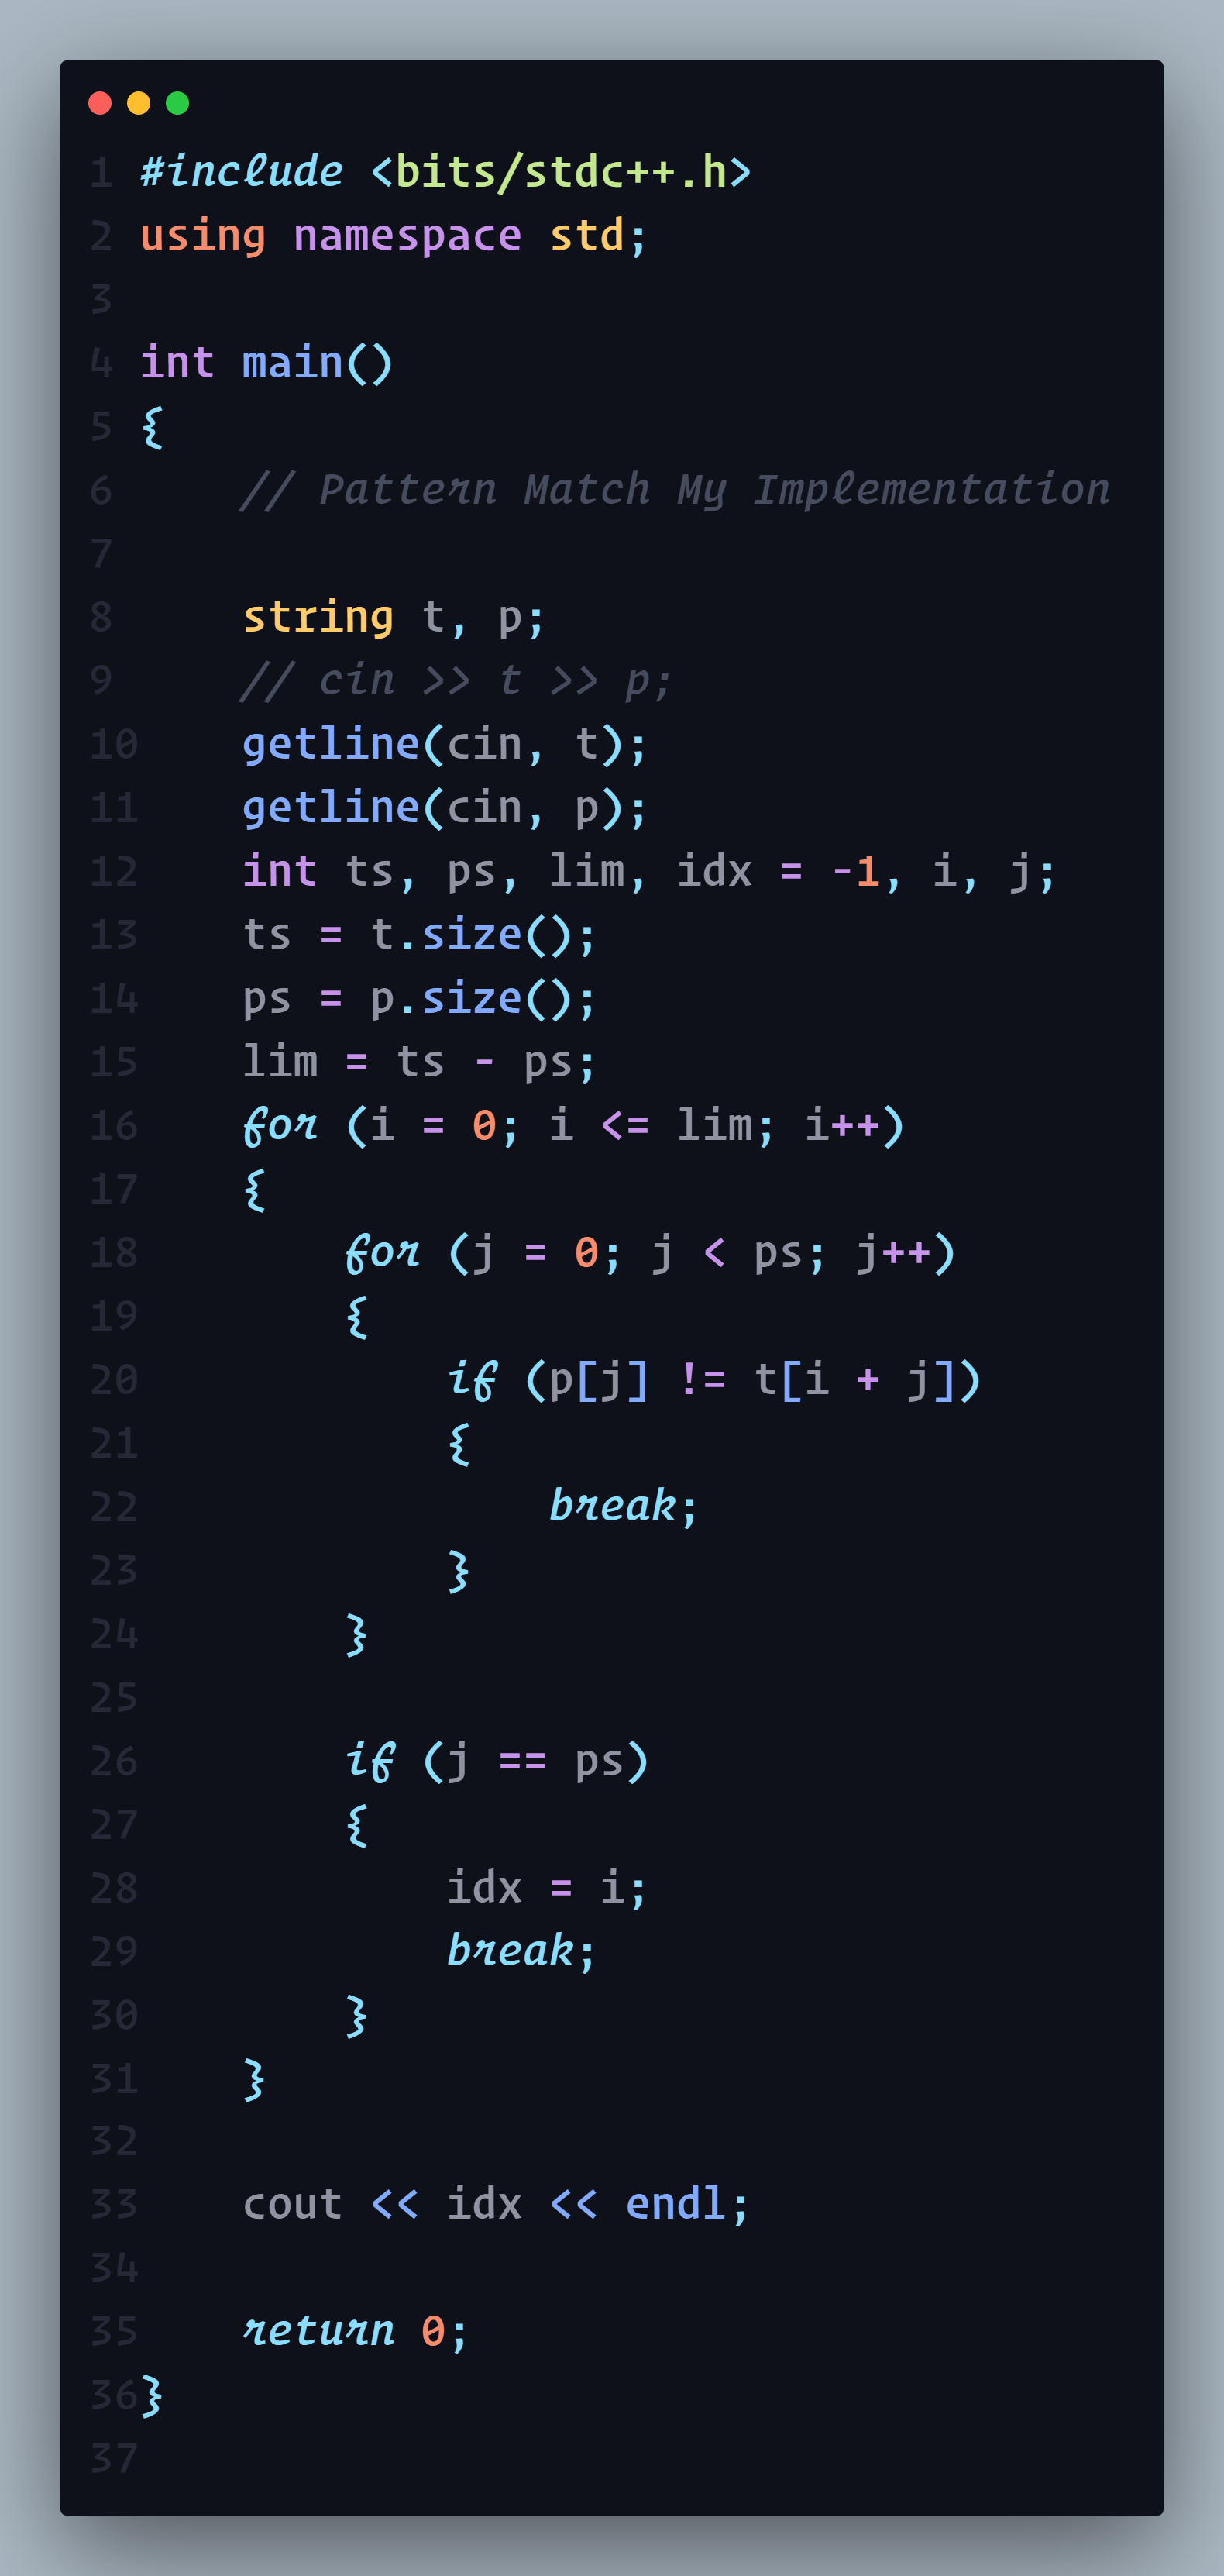 1 #include <bits/stdc++.h>
2 using namespace std;
3
4 int main()
5 {
6     // Pattern Match My Implementation
7
8     string t, p;
9     // cin >> t >> p;
10     getline(cin, t);
11     getline(cin, p);
12     int ts, ps, lim, idx = -1, i, j;
13     ts = t.size();
14     ps = p.size();
15     lim = ts - ps;
16     for (i = 0; i <= lim; i++)
17     {
18         for (j = 0; j < ps; j++)
19         {
20             if (p[j] != t[i + j])
21             {
22                 break;
23             }
24         }
25
26         if (j == ps)
27         {
28             idx = i;
29             break;
30         }
31     }
32
33     cout << idx << endl;
34
35     return 0;
36 }
37